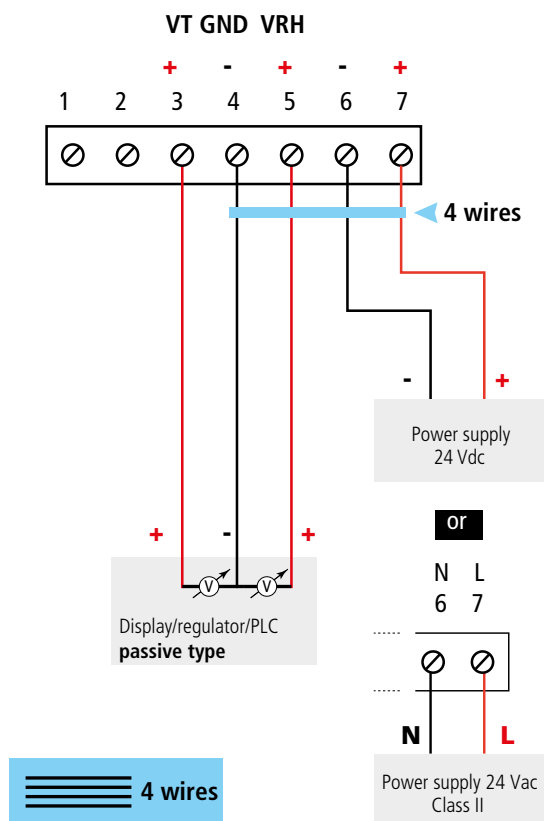 VT GND VRH
+ - + - +
1 2 3 4 5 6 7
4 wires
- +
Power supply
24 Vdc
or
+ - +
V V
Display/regulator/PLC
passive type
N L
6 7
N L
Power supply 24 Vac
Class II
4 wires